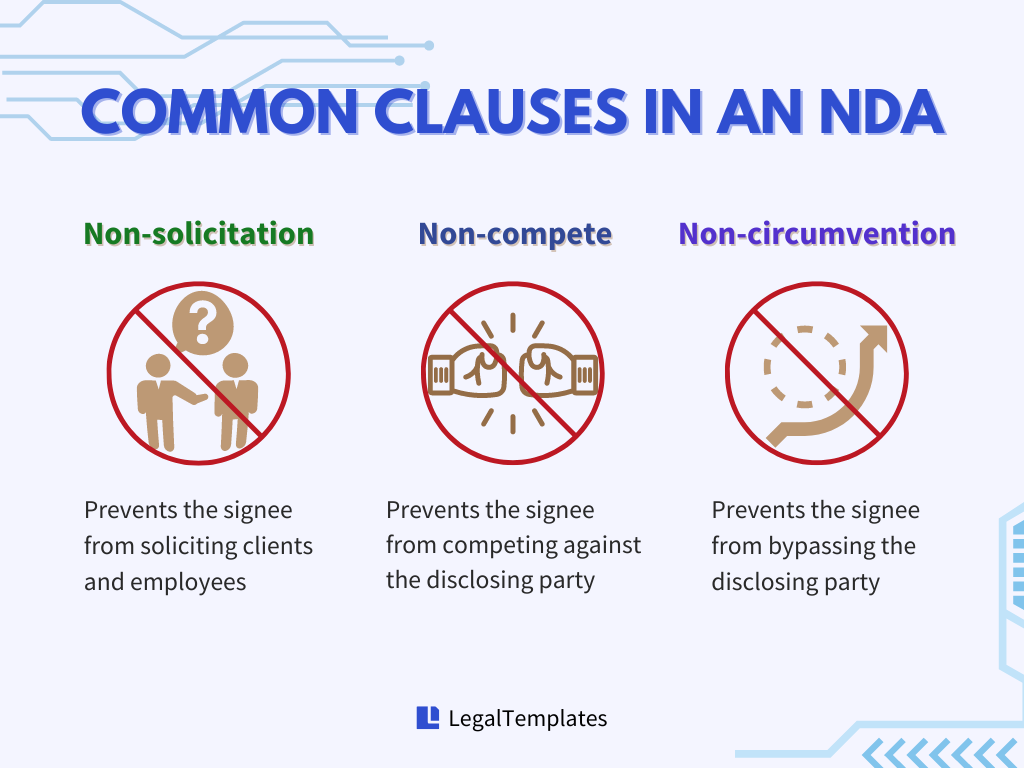 COMMON CLAUSES IN AN NDA
Non-solicitation
?
Prevents the signee
from soliciting clients
and employees
Non-compete
Prevents the signee
from competing against
the disclosing party
Non-circumvention
Prevents the signee
from bypassing the
disclosing party
LegalTemplates